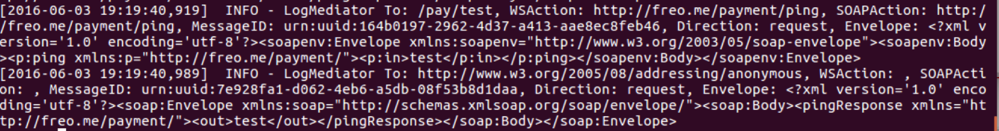 [2016-06-03 19:19:40,919]  INFO - LogMediator To: /pay/test, WSAction: http://freo.me/payment/ping, SOAPAction: http:/
/freo.me/payment/ping, MessageID: urn:uuid:164b0197-2962-4d37-a413-aae8ec8feb46, Direction: request, Envelope: <?xml v
ersion='1.0' encoding='utf-8'?><soapenv:Envelope xmlns:soapenv="http://www.w3.org/2003/05/soap-envelope"><soapenv:Body
><p:ping xmlns:p="http://freo.me/payment/"><p:in>test</p:in></p:ping></soapenv:Body></soapenv:Envelope>
[2016-06-03 19:19:40,989]  INFO - LogMediator To: http://www.w3.org/2005/08/addressing/anonymous, WSAction: , SOAPActi
on: , MessageID: urn:uuid:7e928fa1-d062-4eb6-a5db-08f53b8d1daa, Direction: request, Envelope: <?xml version='1.0' enco
ding='utf-8'?><soap:Envelope xmlns:soap="http://schemas.xmlsoap.org/soap/envelope/"><soap:Body><pingResponse xmlns="ht
tp://freo.me/payment/"><out>test</out></pingResponse></soap:Body></soap:Envelope>